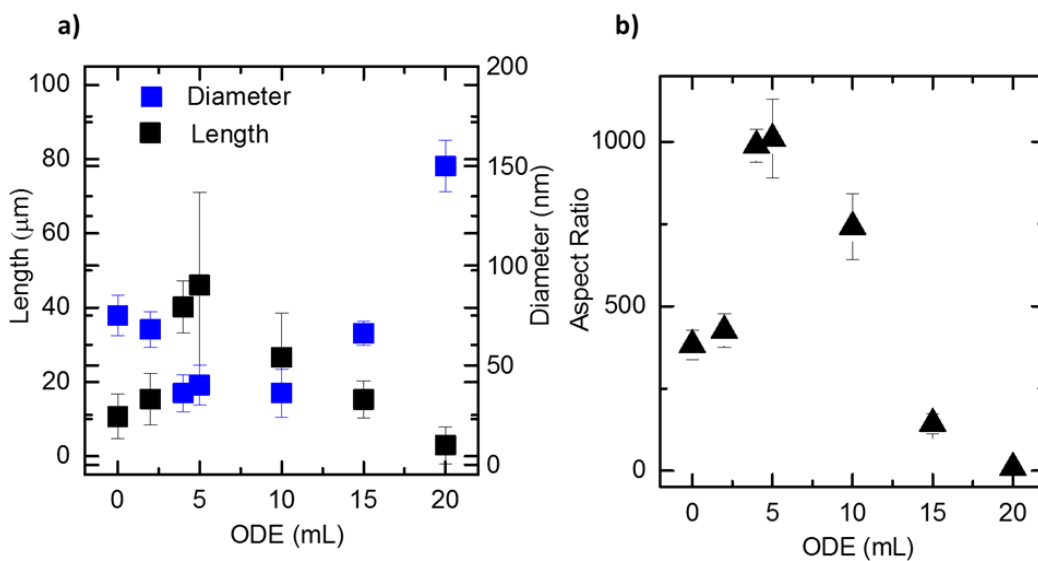 a)
b)
Diameter
Length
Length (μm)
100
80
60
40
20
0
Diameter (nm)
200
150
100
50
0
0 5 10 15 20
ODE (mL)
Aspect Ratio
1000
500
0
0 5 10 15 20
ODE (mL)